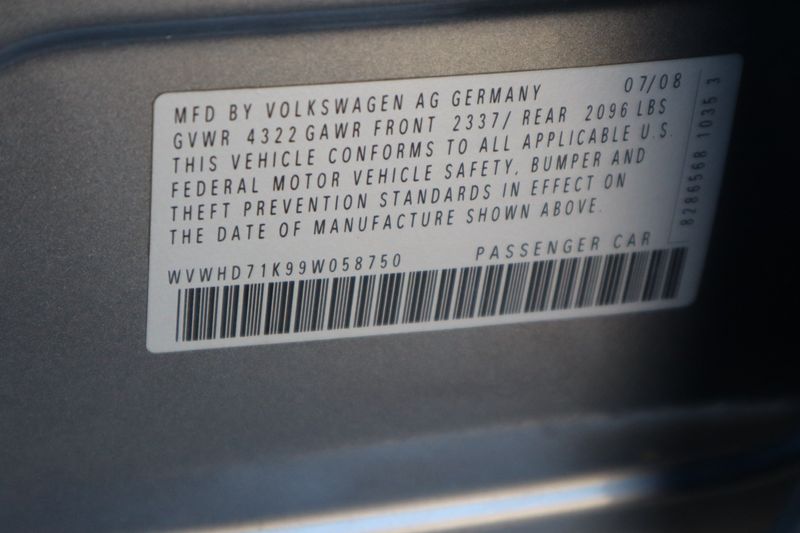 MFD BY VOLKSWAGEN AG GERMANY 07/08
GVWR 4322 GAWR FRONT 2337/ REAR 2096 LBS
THIS VEHICLE CONFORMS TO ALL APPLICABLE U.S.
FEDERAL MOTOR VEHICLE SAFETY, BUMPER AND
THEFT PREVENTION STANDARDS IN EFFECT ON
THE DATE OF MANUFACTURE SHOWN ABOVE.
WVWHD71K99W058750 PASSENGER CAR
8286568 1035 3